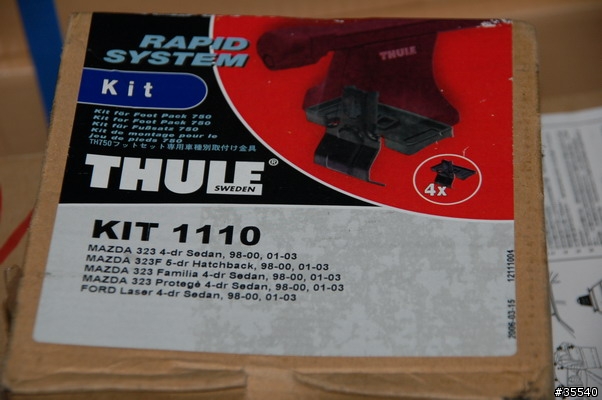 RAPID
SYSTEM
THULE
Kit
Kit för Foot Pack 750
Kit for Foot Pack 750
Kit für Fußsatz 750
Kit de montage pour le
jeu de pieds 750
TH750フットセット専用車種別取付け金具
THULE®
SWEDEN
4x
KIT 1110
MAZDA 323 4-dr Sedan, 98-00, 01-03
MAZDA 323F 5-dr Hatchback, 98-00, 01-03
MAZDA 323 Familia 4-dr Sedan, 98-00, 01-03
MAZDA 323 Protegè 4-dr Sedan, 98-00, 01-03
FORD Laser 4-dr Sedan, 98-00, 01-03
2006-03-15 12111001
#35540